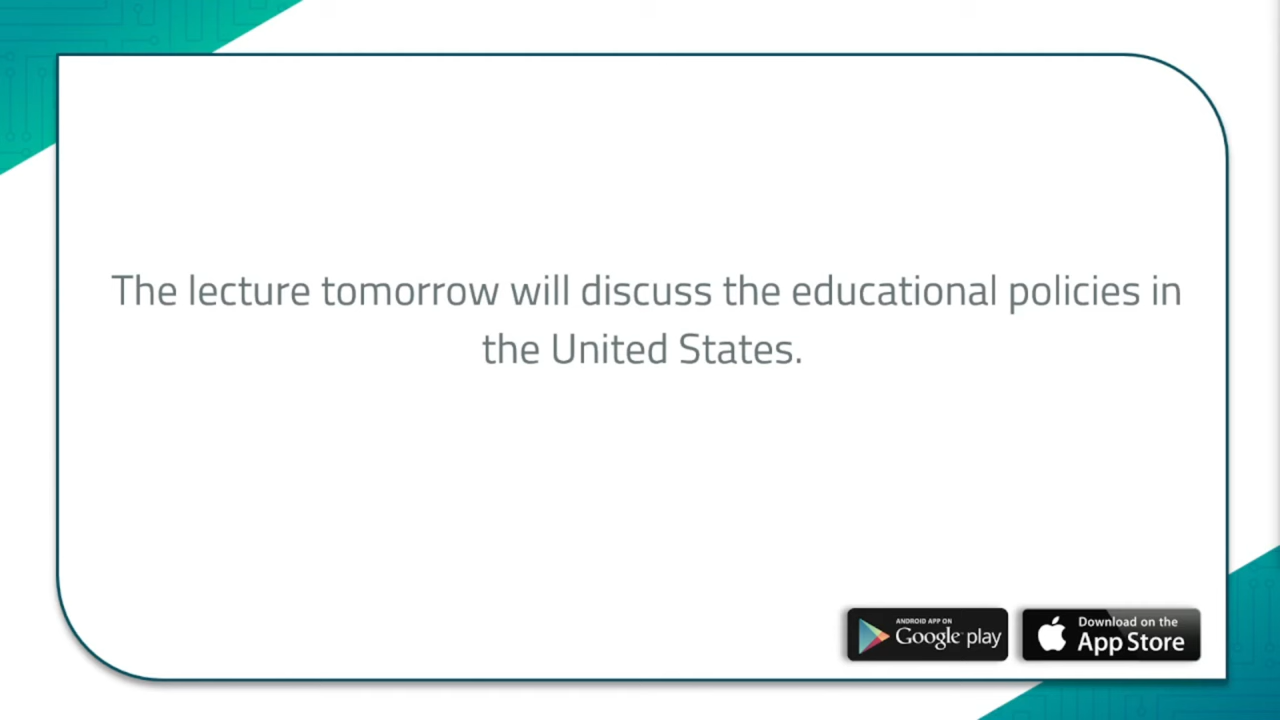 The lecture tomorrow will discuss the educational policies in
the United States.
ANDROID APP ON
Google play
Download on the
App Store